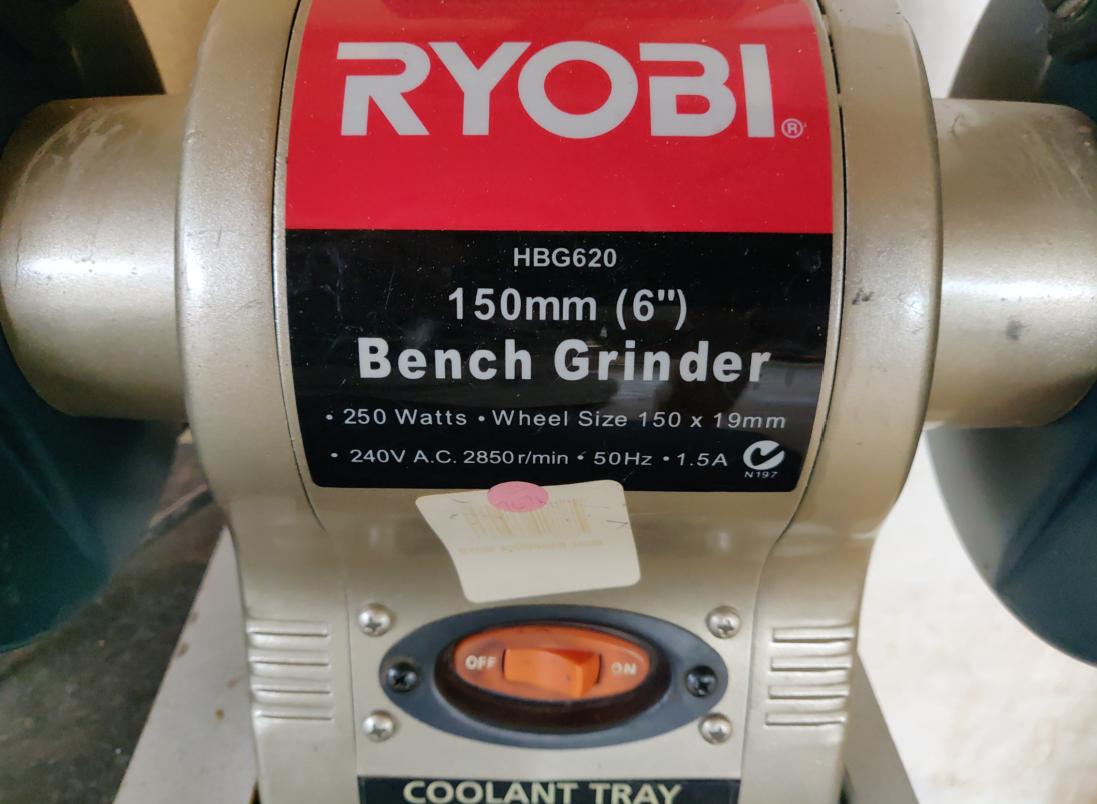 RYOBI®
HBG620
150mm (6")
Bench Grinder
• 250 Watts • Wheel Size 150 x 19mm
• 240V A.C. 2850r/min • 50Hz • 1.5A
N197
OFF ON
COOLANT TRAY